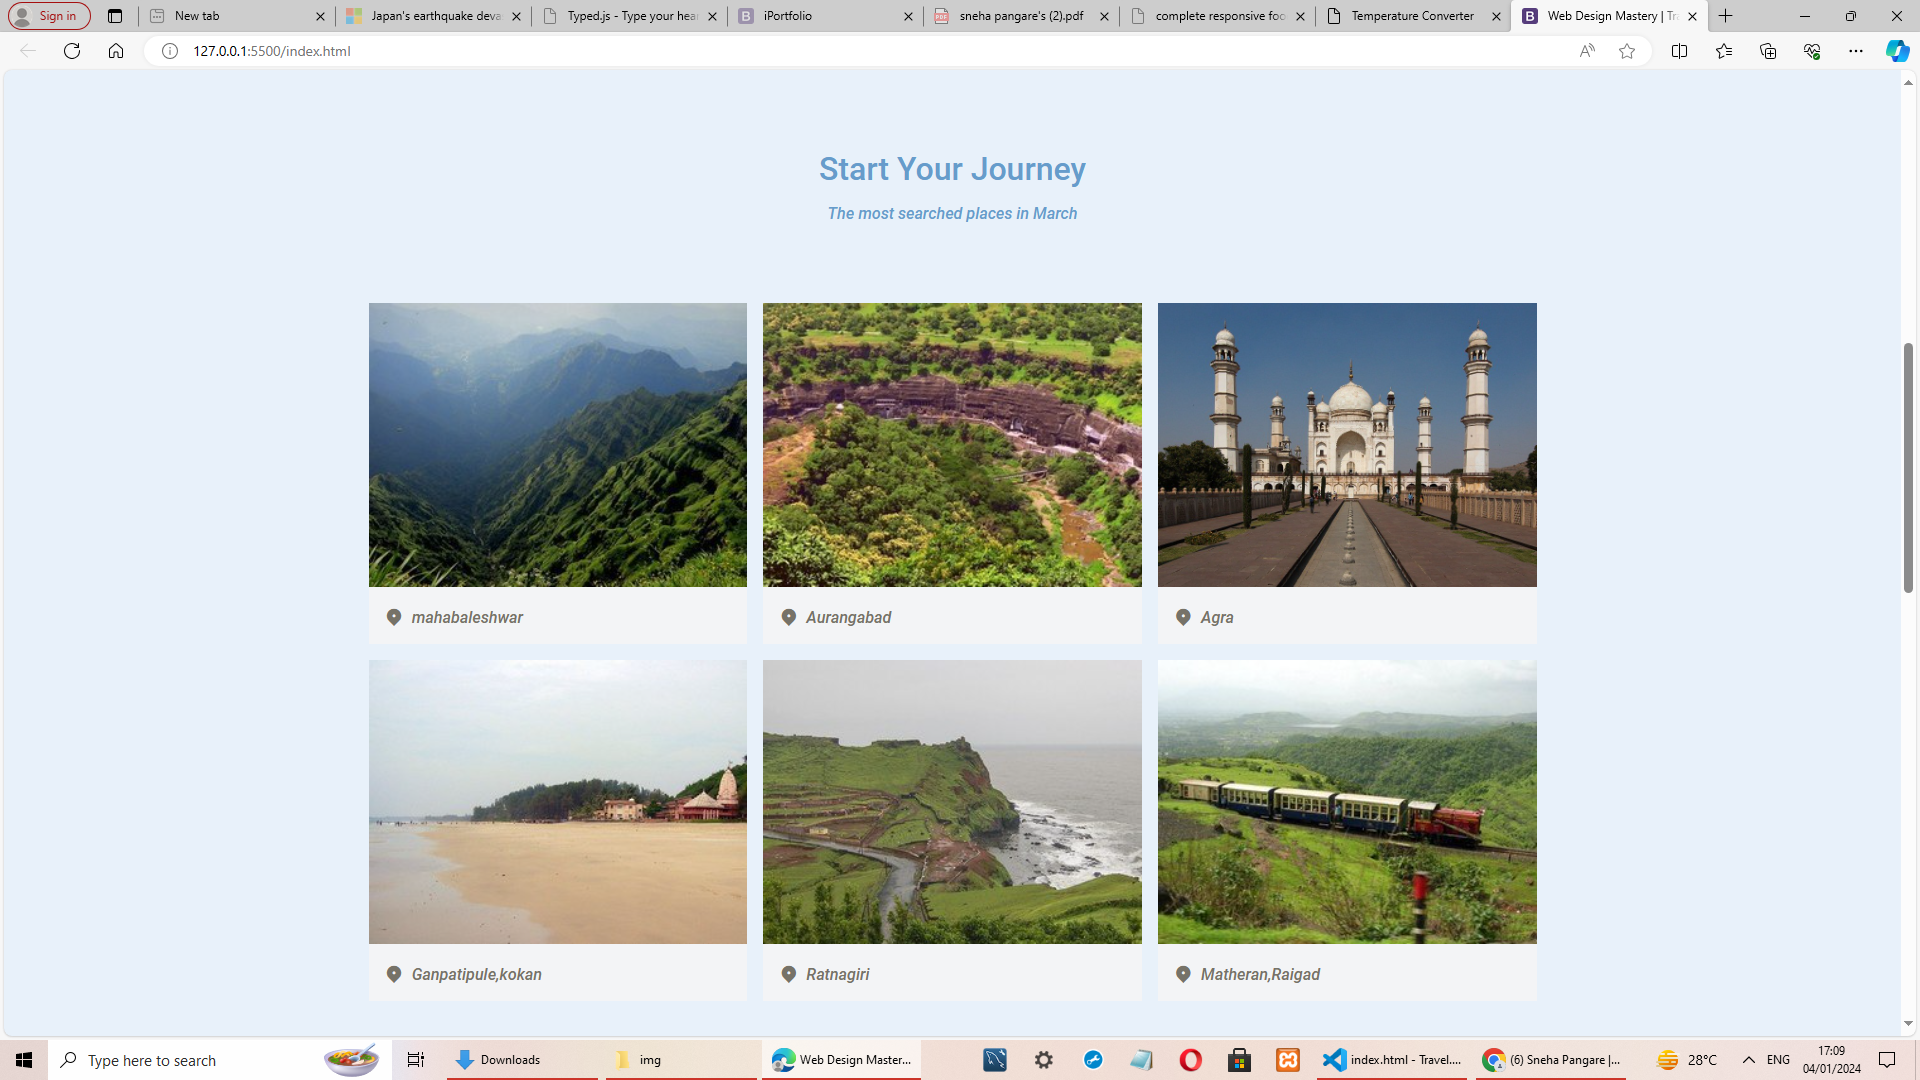 Sign in
New tab
Japan's earthquake deva
Typed.js - Type your hear
iPortfolio
sneha pangare's (2).pdf
complete responsive foo
Temperature Converter
Web Design Mastery | Tra
127.0.0.1:5500/index.html
Start Your Journey
The most searched places in March
mahabaleshwar
Aurangabad
Agra
Ganpatipule,kokan
Ratnagiri
Matheran,Raigad
Type here to search
Downloads
img
Web Design Master...
index.html - Travel....
(6) Sneha Pangare |...
28°C
ENG
17:09
04/01/2024